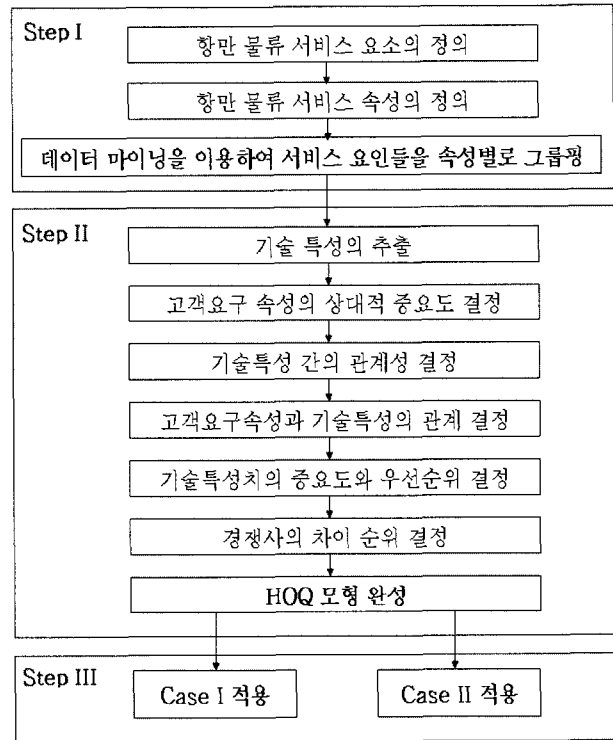 Step I
항만 물류 서비스 요소의 정의
항만 물류 서비스 속성의 정의
데이터 마이닝을 이용하여 서비스 요인들을 속성별로 그룹핑
Step II
기술 특성의 추출
고객요구 속성의 상대적 중요도 결정
기술특성 간의 관계성 결정
고객요구속성과 기술특성의 관계 결정
기술특성치의 중요도와 우선순위 결정
경쟁사의 차이 순위 결정
HOQ 모형 완성
Step III
Case I 적용
Case II 적용